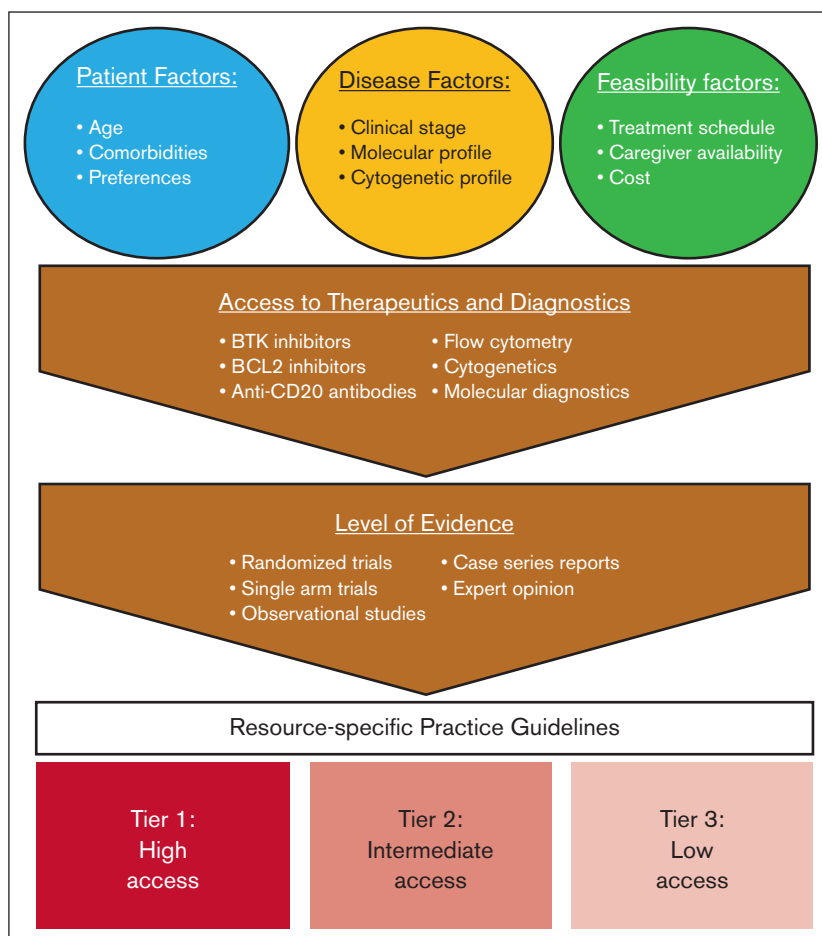 Patient Factors:
• Age
• Comorbidities
• Preferences
Disease Factors:
• Clinical stage
• Molecular profile
• Cytogenetic profile
Feasibility factors:
• Treatment schedule
• Caregiver availability
• Cost
Access to Therapeutics and Diagnostics
• BTK inhibitors
• BCL2 inhibitors
• Anti-CD20 antibodies
• Flow cytometry
• Cytogenetics
• Molecular diagnostics
Level of Evidence
• Randomized trials
• Single arm trials
• Observational studies
• Case series reports
• Expert opinion
Resource-specific Practice Guidelines
Tier 1:
High
access
Tier 2:
Intermediate
access
Tier 3:
Low
access